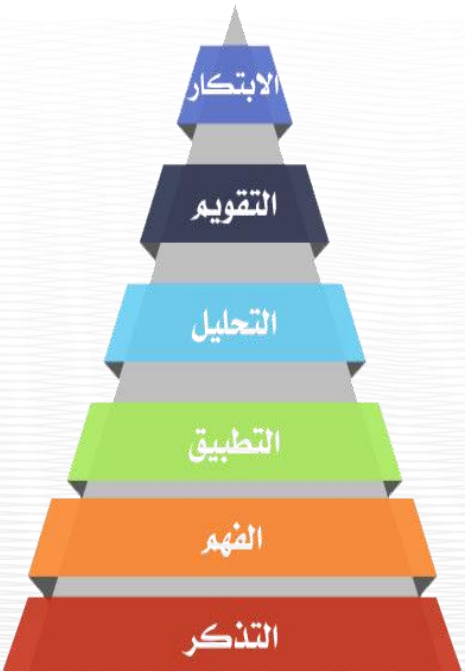 الابتكار
التقويم
التحليل
التطبيق
الفهم
التذكر